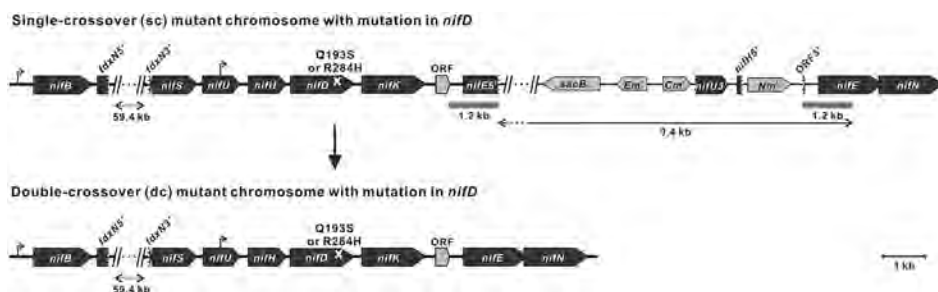 Single-crossover (sc) mutant chromosome with mutation in nifD
fdxN5' fdxN3' Q193S nifH5' ORF3'
or R284H ORF
nifB nifS nifU nifH nifD nifK nifE5 sacB Em^r Cm^r nifU3 Nm^r nifE nifN
59.4 kb 1.2 kb 1.2 kb
9.4 kb
Double-crossover (dc) mutant chromosome with mutation in nifD
fdxN5' fdxN3' Q193S
or R284H ORF
nifB nifS nifU nifH nifD nifK nifE nifN
59.4 kb 1 kb